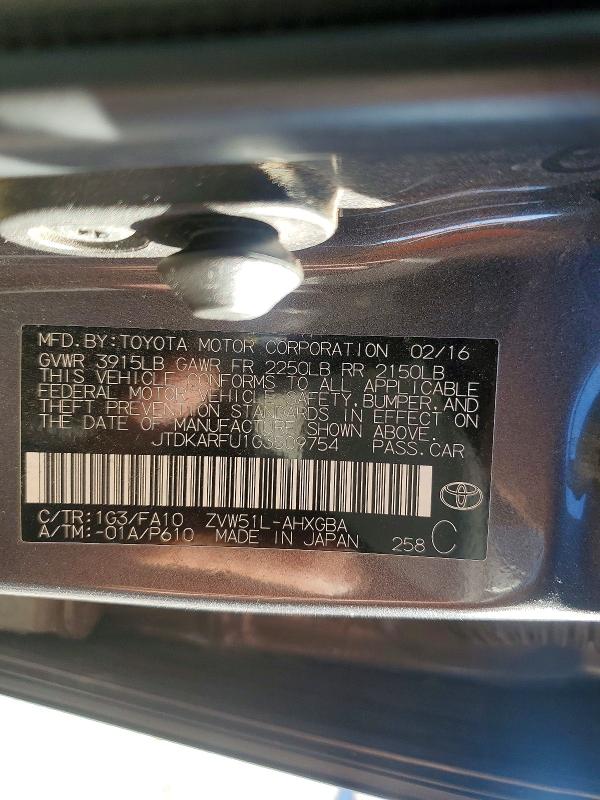 MFD.BY:TOYOTA MOTOR CORPORATION 02/16
GVWR 3915LB GAWR FR 2250LB RR 2150LB
THIS VEHICLE CONFORMS TO ALL APPLICABLE
FEDERAL MOTOR VEHICLE SAFETY,BUMPER,AND
THEFT PREVENTION STANDARDS IN EFFECT ON
THE DATE OF MANUFACTURE SHOWN ABOVE.
JTDKARFU1G3509754 PASS.CAR
C/TR:1G3/FA10 ZVW51L-AHXGBA
A/TM:-01A/P610 MADE IN JAPAN 258 C